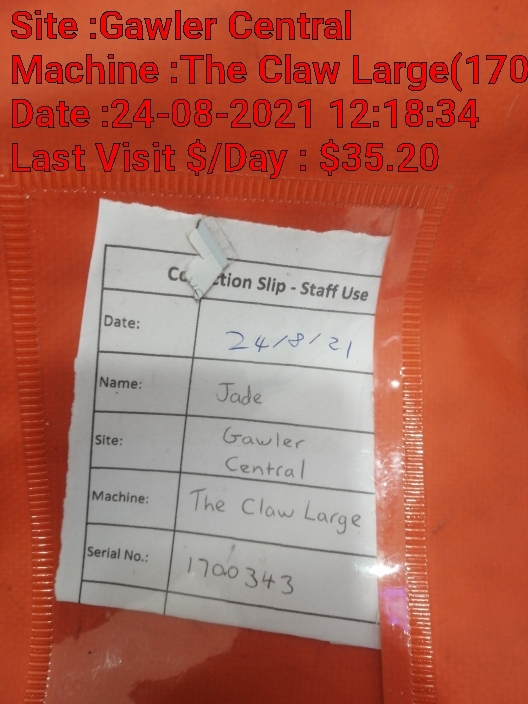 Site :Gawler Central
Machine :The Claw Large(170
Date :24-08-2021 12:18:34
Last Visit $/Day : $35.20
Slip - Staff Use
Date: 24/8/21
Name: Jade
Site: Gawler
Central
Machine: The Claw Large
Serial No.: 1700343